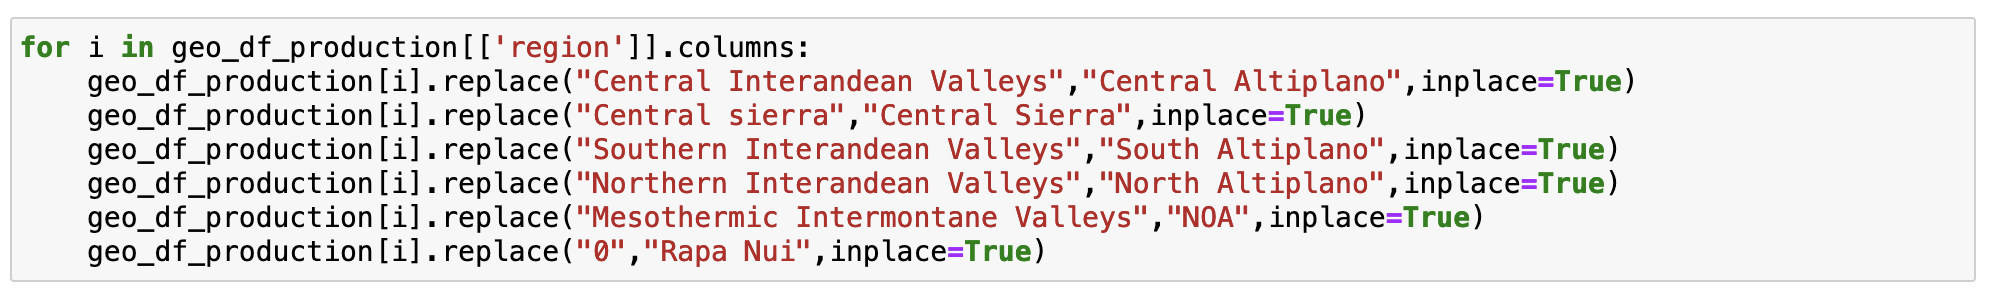 for i in geo_df_production[['region']].columns:
    geo_df_production[i].replace("Central Interandean Valleys","Central Altiplano",inplace=True)
    geo_df_production[i].replace("Central sierra","Central Sierra",inplace=True)
    geo_df_production[i].replace("Southern Interandean Valleys","South Altiplano",inplace=True)
    geo_df_production[i].replace("Northern Interandean Valleys","North Altiplano",inplace=True)
    geo_df_production[i].replace("Mesothermic Intermontane Valleys","NOA",inplace=True)
    geo_df_production[i].replace("0","Rapa Nui",inplace=True)